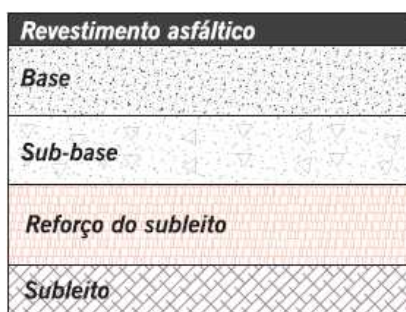 Revestimento asfáltico
Base
Sub-base
Reforço do subleito
Subleito